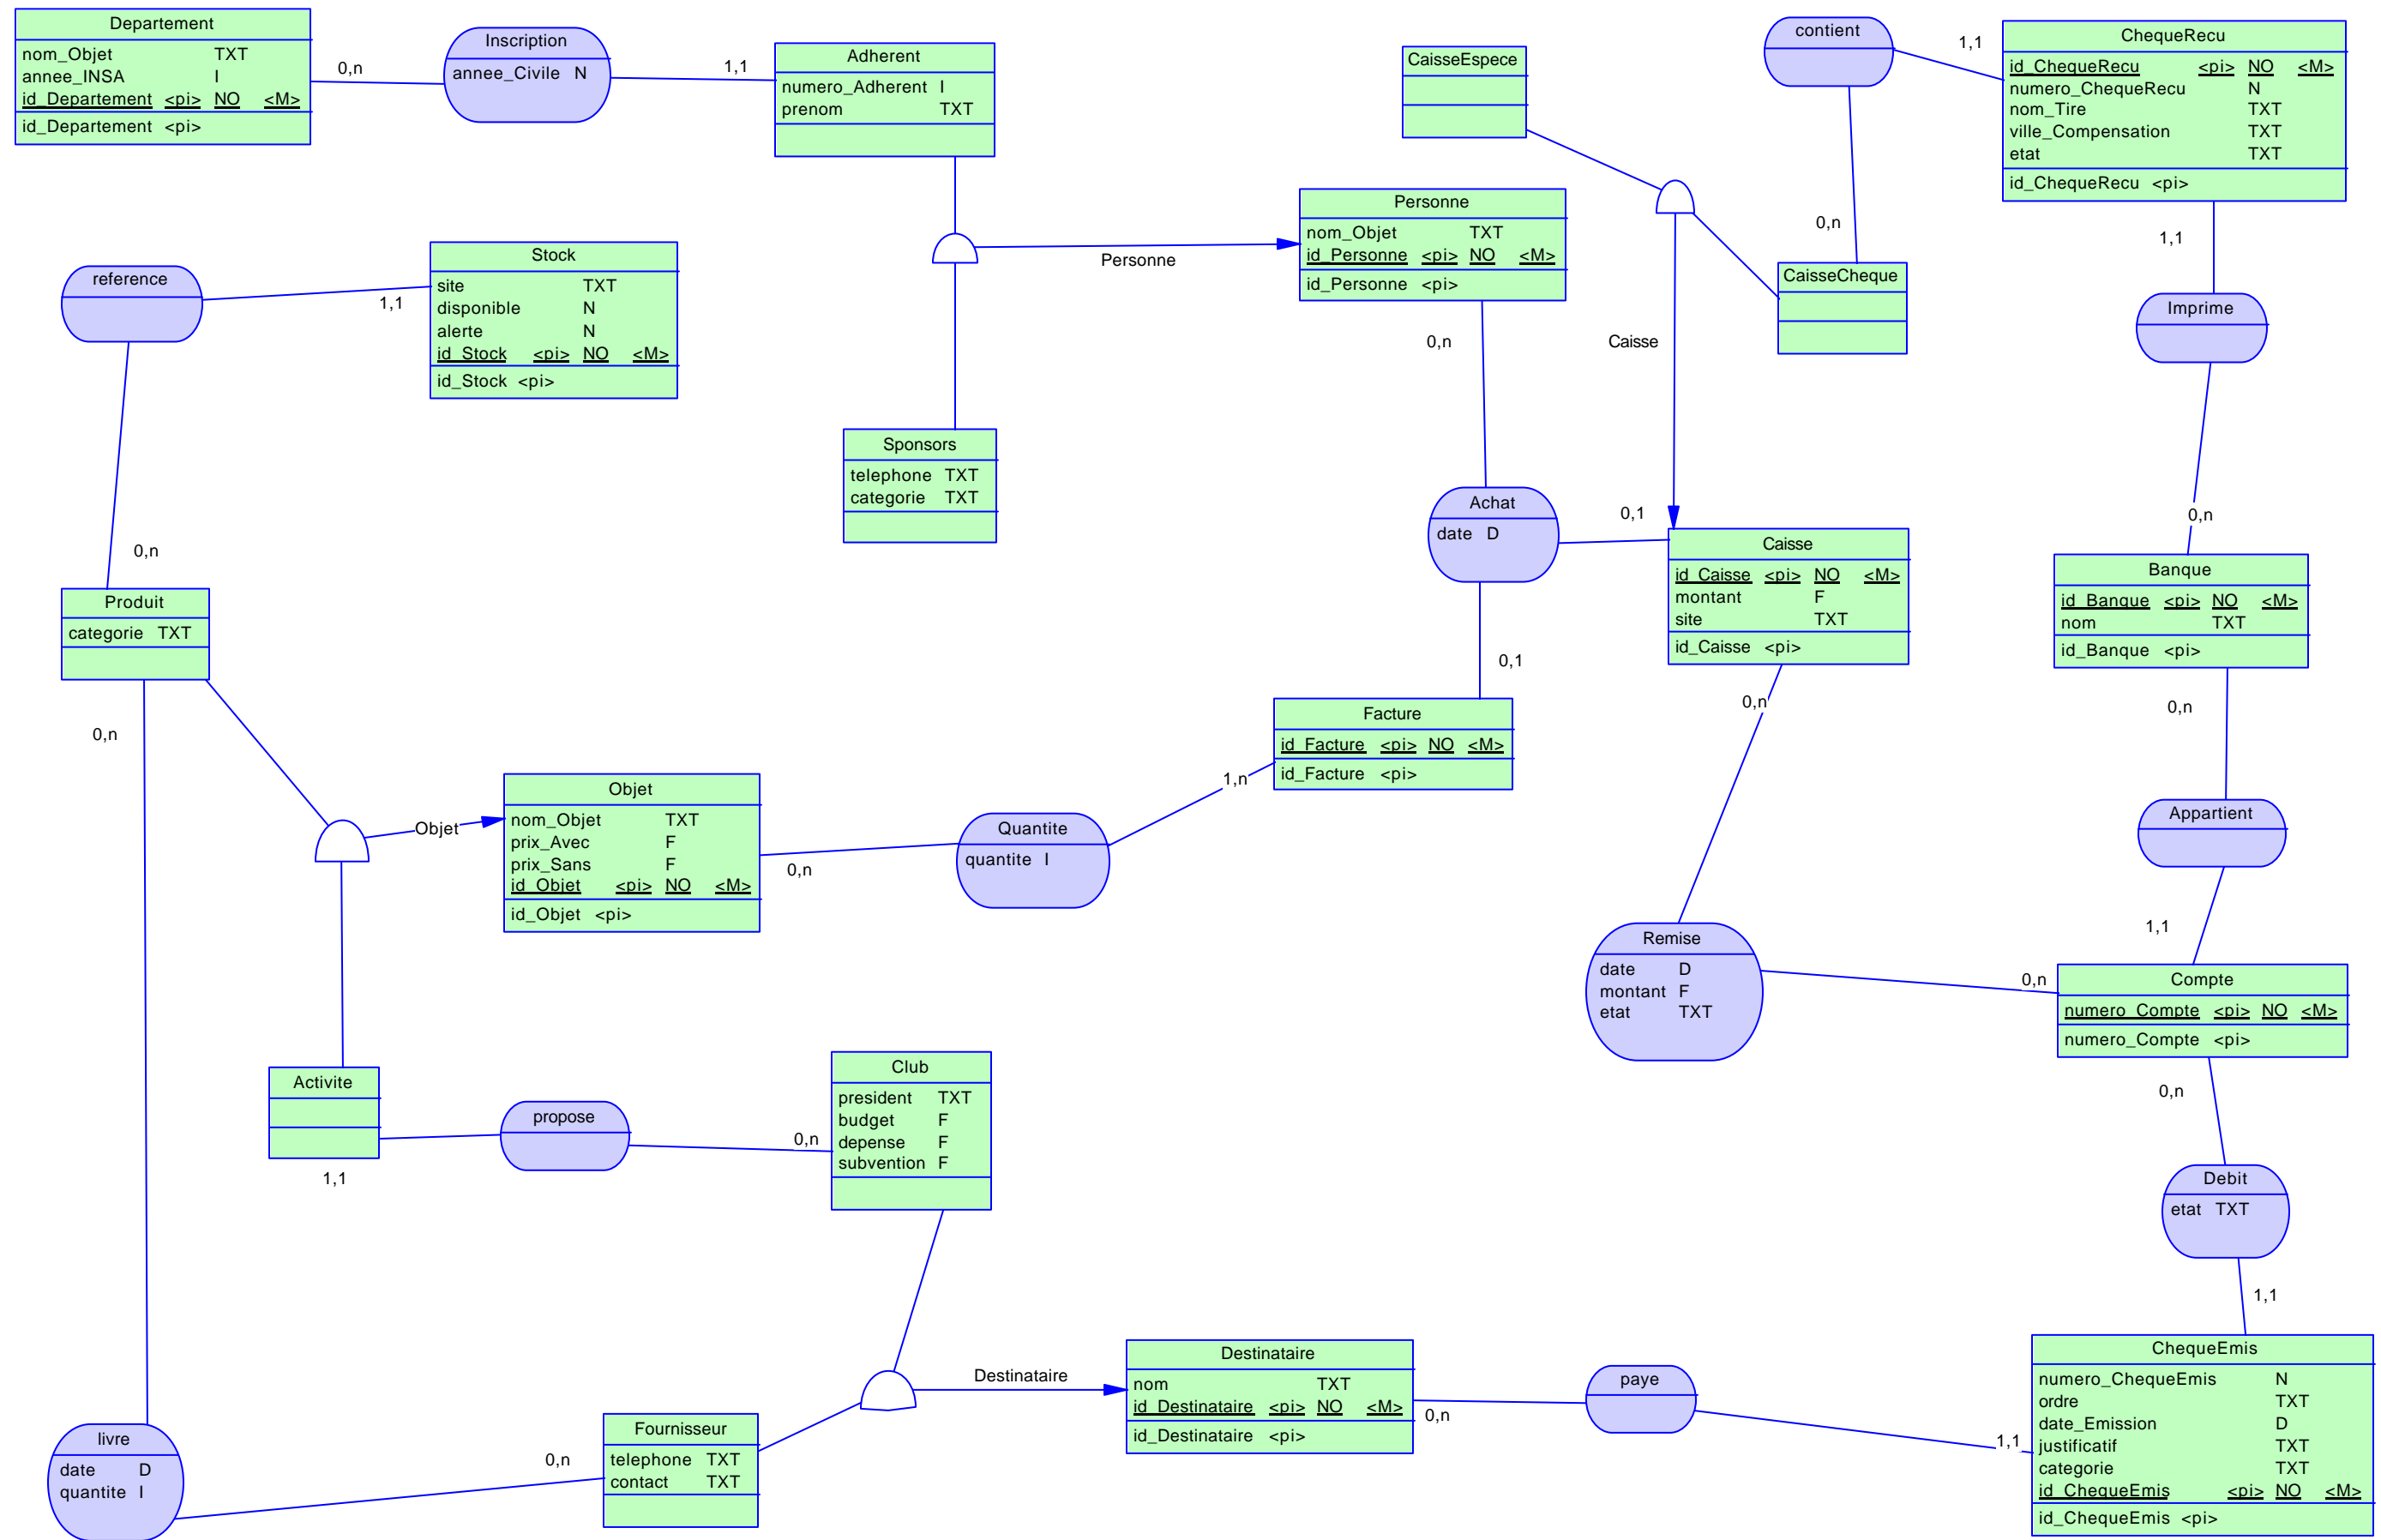 Departement
nom_Objet TXT
annee_INSA I
id_Departement <pi> NO <M>
id_Departement <pi>
0,n
Inscription
annee_Civile N
1,1
Adherent
numero_Adherent I
prenom TXT
CaisseEspece
contient
1,1
ChequeRecu
id_ChequeRecu <pi> NO <M>
numero_ChequeRecu N
nom_Tire TXT
ville_Compensation TXT
etat TXT
id_ChequeRecu <pi>
0,n
1,1
Personne
nom_Objet TXT
id_Personne <pi> NO <M>
id_Personne <pi>
Personne
reference
1,1
Stock
site TXT
disponible N
alerte N
id_Stock <pi> NO <M>
id_Stock <pi>
CaisseCheque
Imprime
0,n
Caisse
Sponsors
telephone TXT
categorie TXT
Achat
date D
0,1
0,n
0,n
Caisse
id_Caisse <pi> NO <M>
montant F
site TXT
id_Caisse <pi>
Banque
id_Banque <pi> NO <M>
nom TXT
id_Banque <pi>
Produit
categorie TXT
0,n
0,1
0,n
0,n
Facture
id_Facture <pi> NO <M>
id_Facture <pi>
1,n
Objet
Objet
nom_Objet TXT
prix_Avec F
prix_Sans F
id_Objet <pi> NO <M>
id_Objet <pi>
0,n
Quantite
quantite I
Appartient
1,1
Remise
date D
montant F
etat TXT
0,n
Compte
numero_Compte <pi> NO <M>
numero_Compte <pi>
0,n
Activite
1,1
propose
0,n
Club
president TXT
budget F
depense F
subvention F
Debit
etat TXT
1,1
Destinataire
Destinataire
nom TXT
id_Destinataire <pi> NO <M>
id_Destinataire <pi>
0,n
paye
1,1
ChequeEmis
numero_ChequeEmis N
ordre TXT
date_Emission D
justificatif TXT
categorie TXT
id_ChequeEmis <pi> NO <M>
id_ChequeEmis <pi>
livre
date D
quantite I
0,n
Fournisseur
telephone TXT
contact TXT